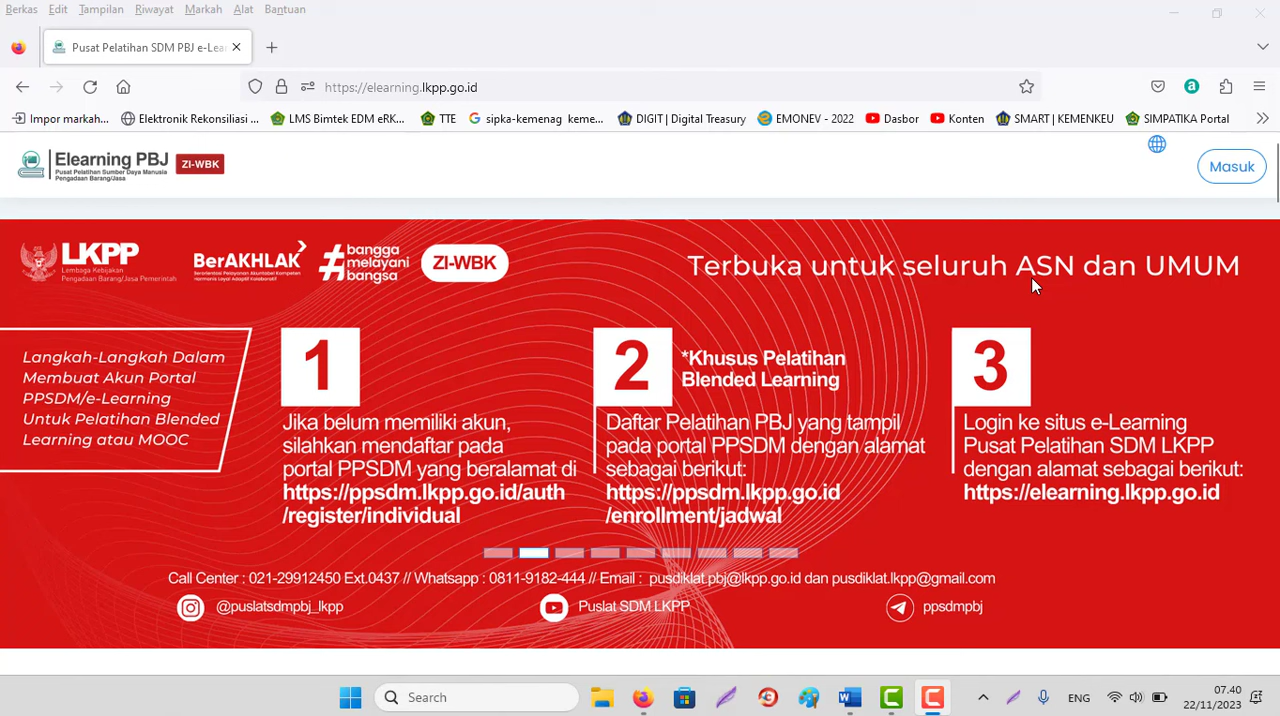 Berkas Edit Tampilan Riwayat Markah Alat Bantuan
Pusat Pelatihan SDM PBJ e-Lea
https://elearning.lkpp.go.id
Impor markah... Elektronik Rekonsiliasi ... LMS Bimtek EDM eRK... TTE sipka-kemenag keme... DIGIT | Digital Treasury EMONEV - 2022 Dasbor Konten SMART | KEMENKEU SIMPATIKA Portal
Elearning PBJ
Pusat Pelatihan Sumber Daya Manusia
Pengadaan Barang/Jasa
ZI-WBK
Masuk
LKPP
Lembaga Kebijakan
Pengadaan Barang/Jasa Pemerintah
BerAKHLAK
Berorientasi Pelayanan Akuntabel Kompeten
Harmonis Loyal Adaptif Kolaboratif
#bangga
melayani
bangsa
ZI-WBK
Terbuka untuk seluruh ASN dan UMUM
Langkah-Langkah Dalam
Membuat Akun Portal
PPSDM/e-Learning
Untuk Pelatihan Blended
Learning atau MOOC
1
Jika belum memiliki akun,
silahkan mendaftar pada
portal PPSDM yang beralamat di
https://ppsdm.lkpp.go.id/auth
/register/individual
2
*Khusus Pelatihan
Blended Learning
Daftar Pelatihan PBJ yang tampil
pada portal PPSDM dengan alamat
sebagai berikut:
https://ppsdm.lkpp.go.id
/enrollment/jadwal
3
Login ke situs e-Learning
Pusat Pelatihan SDM LKPP
dengan alamat sebagai berikut:
https://elearning.lkpp.go.id
Call Center : 021-29912450 Ext.0437 // Whatsapp : 0811-9182-444 // Email : pusdiklat.pbj@lkpp.go.id dan pusdiklat.lkpp@gmail.com
@puslatsdmpbj_lkpp
Puslat SDM LKPP
ppsdmpbj
Search
ENG
07.40
22/11/2023